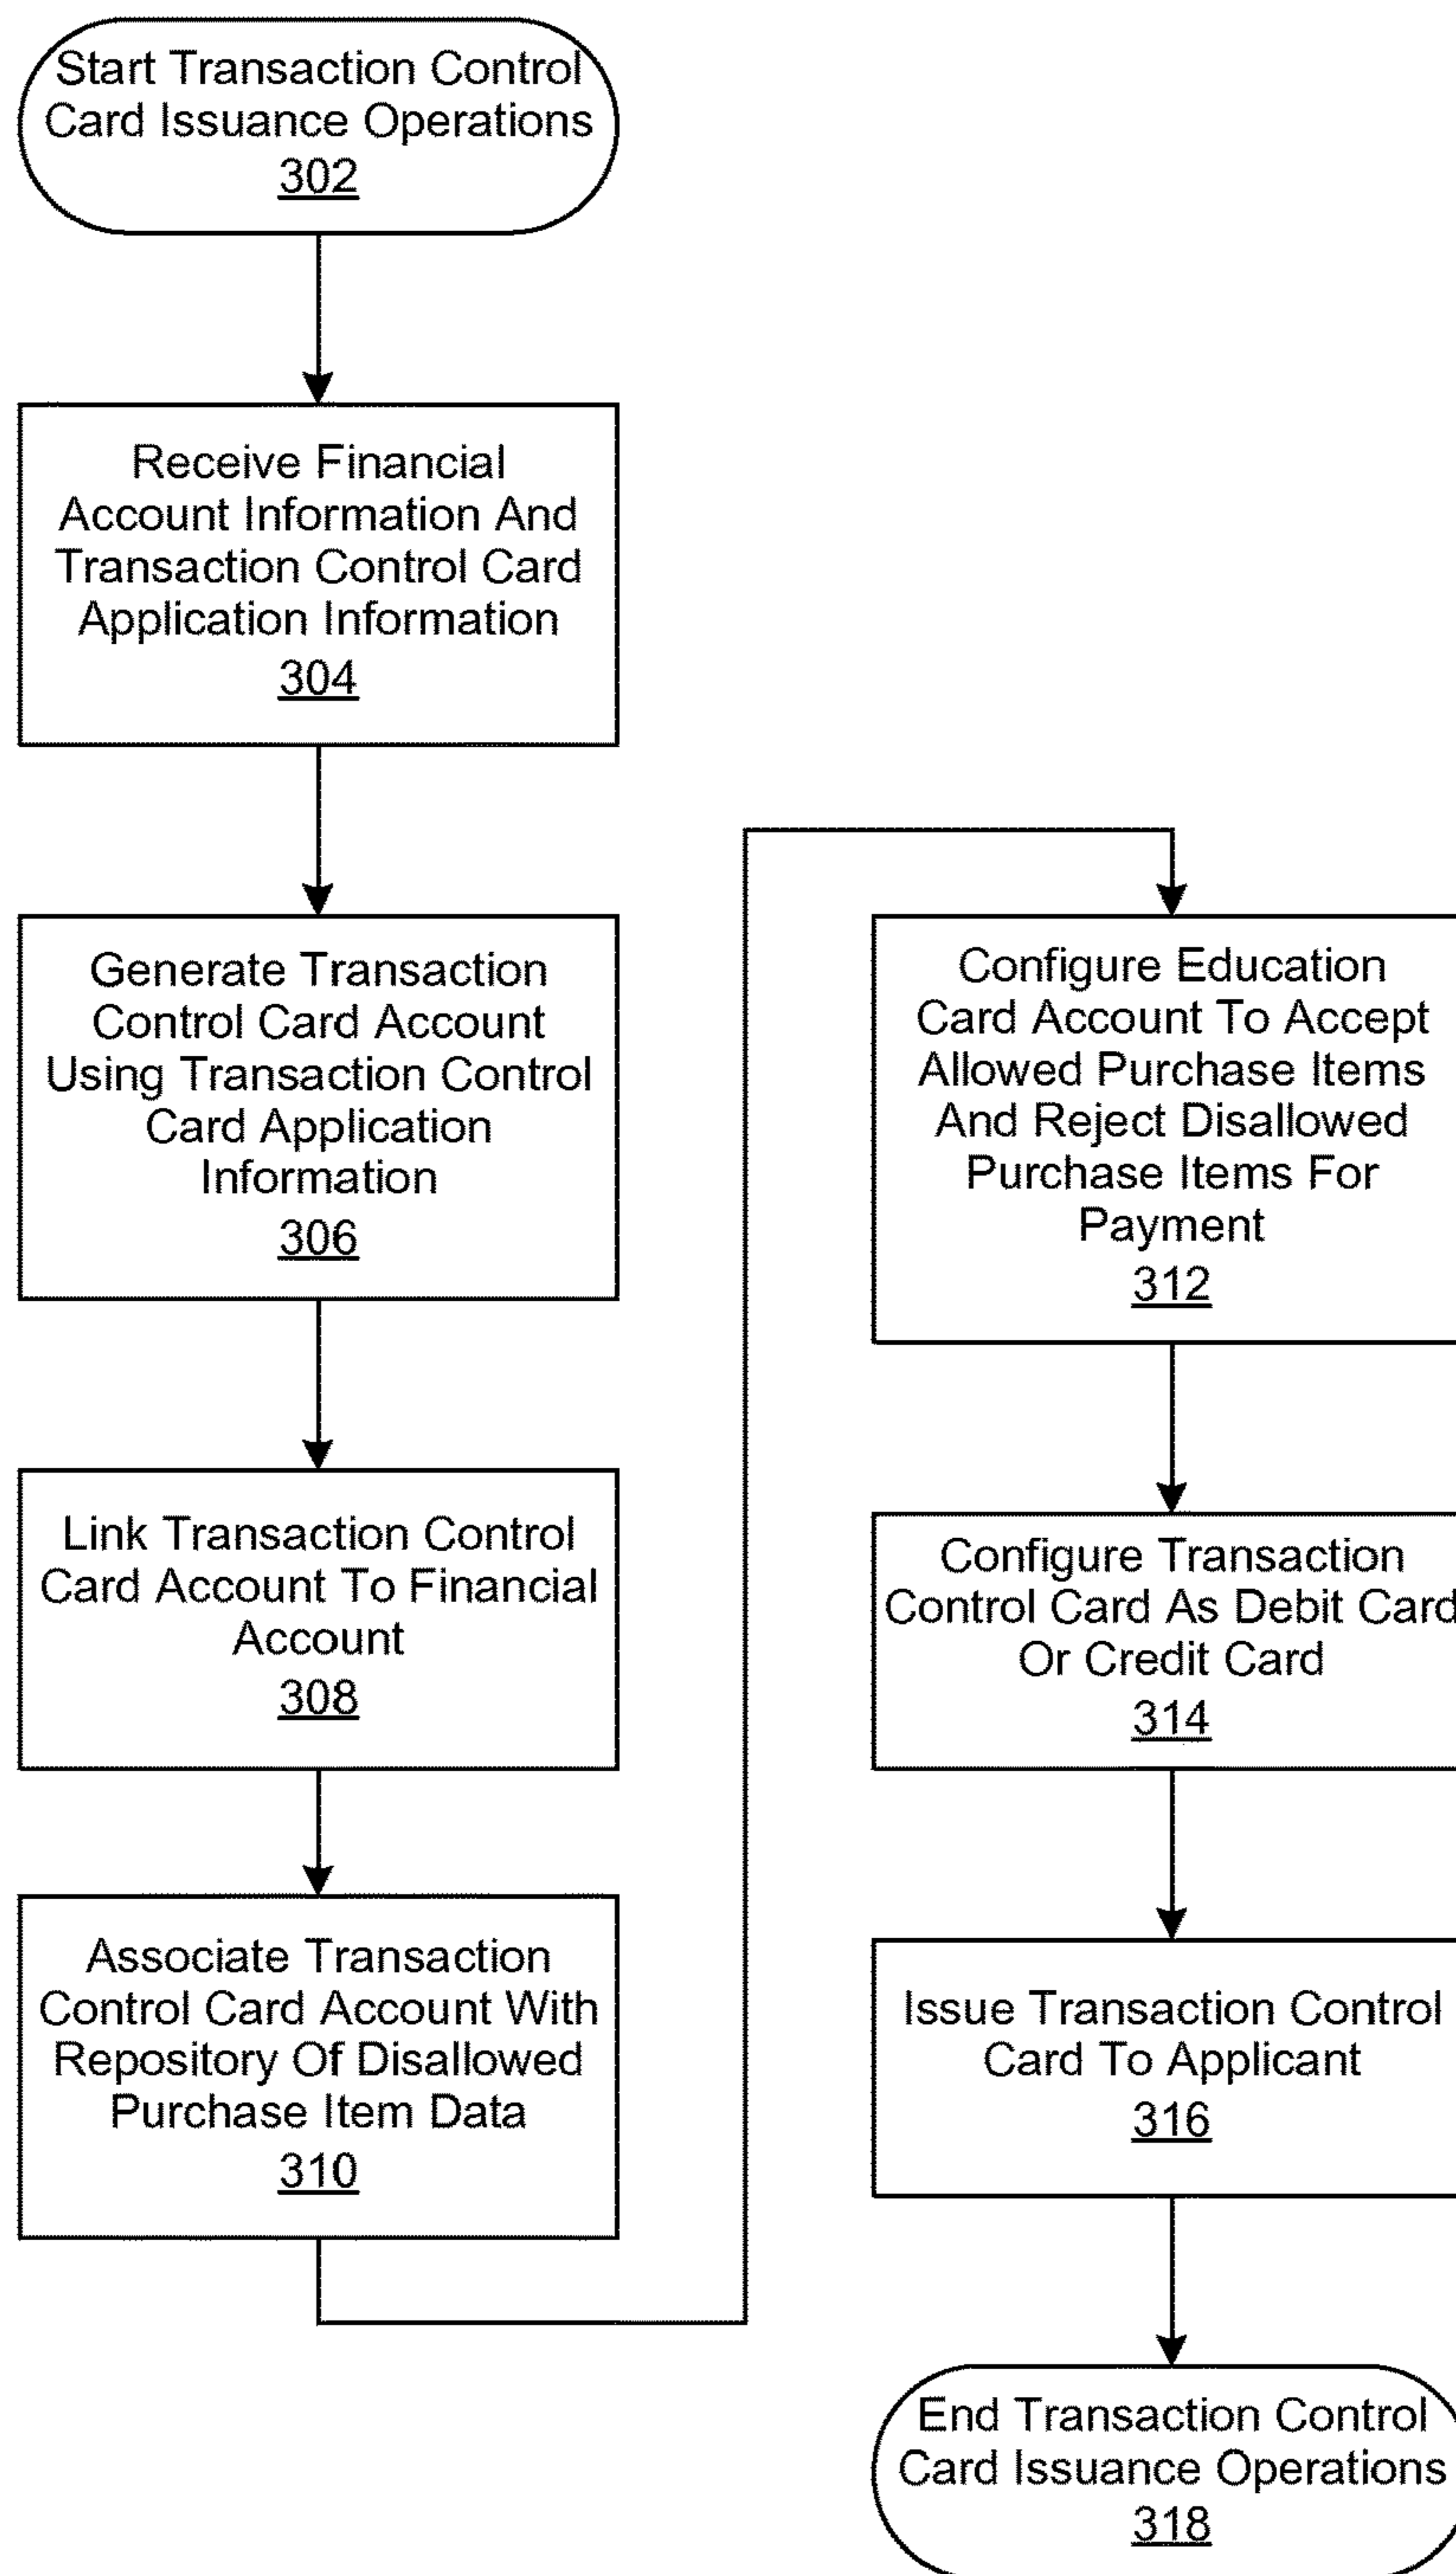 Start Transaction Control
Card Issuance Operations
302
Receive Financial
Account Information And
Transaction Control Card
Application Information
304
Generate Transaction
Control Card Account
Using Transaction Control
Card Application
Information
306
Link Transaction Control
Card Account To Financial
Account
308
Associate Transaction
Control Card Account With
Repository Of Disallowed
Purchase Item Data
310
Configure Education
Card Account To Accept
Allowed Purchase Items
And Reject Disallowed
Purchase Items For
Payment
312
Configure Transaction
Control Card As Debit Card
Or Credit Card
314
Issue Transaction Control
Card To Applicant
316
End Transaction Control
Card Issuance Operations
318